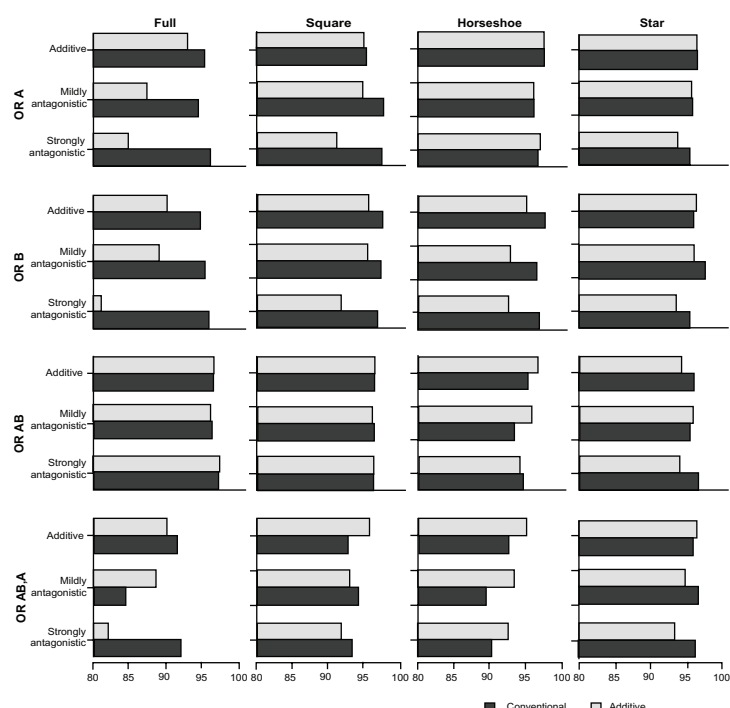 Full Square Horseshoe Star
OR A
Additive
Mildly
antagonistic
Strongly
antagonistic
OR B
Additive
Mildly
antagonistic
Strongly
antagonistic
OR AB
Additive
Mildly
antagonistic
Strongly
antagonistic
OR AB,A
Additive
Mildly
antagonistic
Strongly
antagonistic
80 85 90 95 100 80 85 90 95 100 80 85 90 95 100 80 85 90 95 100
Conventional Additive